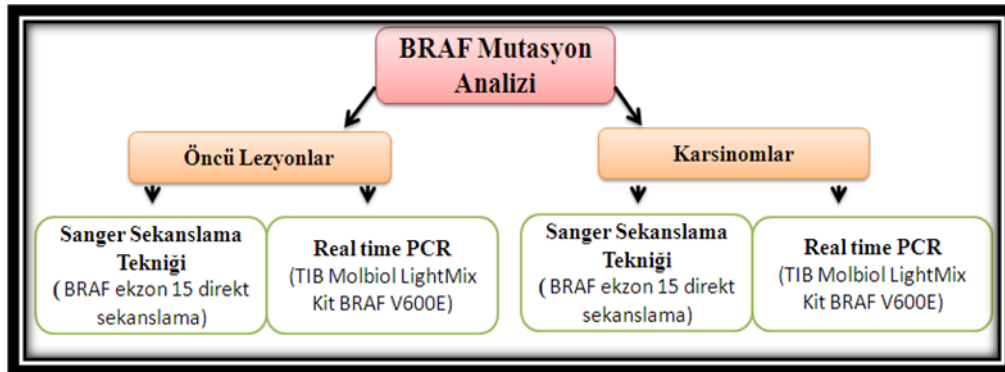 BRAF Mutasyon
Analizi
Öncü Lezyonlar
Karsinomlar
Sanger Sekanslama
Tekniği
( BRAF ekzon 15 direkt
sekanslama)
Real time PCR
(TIB Molbiol LightMix
Kit BRAF V600E)
Sanger Sekanslama
Tekniği
( BRAF ekzon 15 direkt
sekanslama)
Real time PCR
(TIB Molbiol LightMix
Kit BRAF V600E)